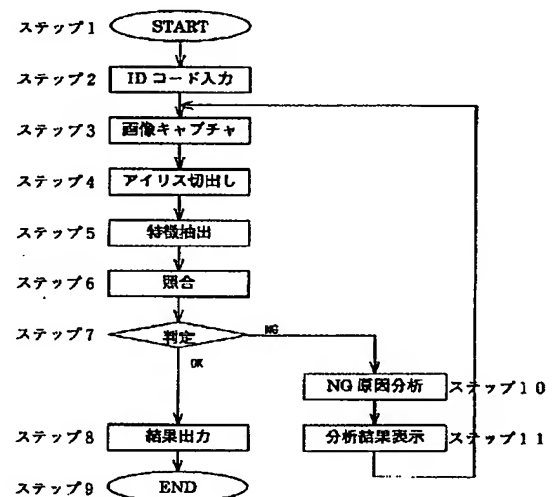 ステップ1 START
ステップ2 IDコード入力
ステップ3 画像キャプチャ
ステップ4 アイリス切出し
ステップ5 特徴抽出
ステップ6 照合
ステップ7 判定 NG
OK
NG原因分析 ステップ10
ステップ8 結果出力 分析結果表示 ステップ11
ステップ9 END